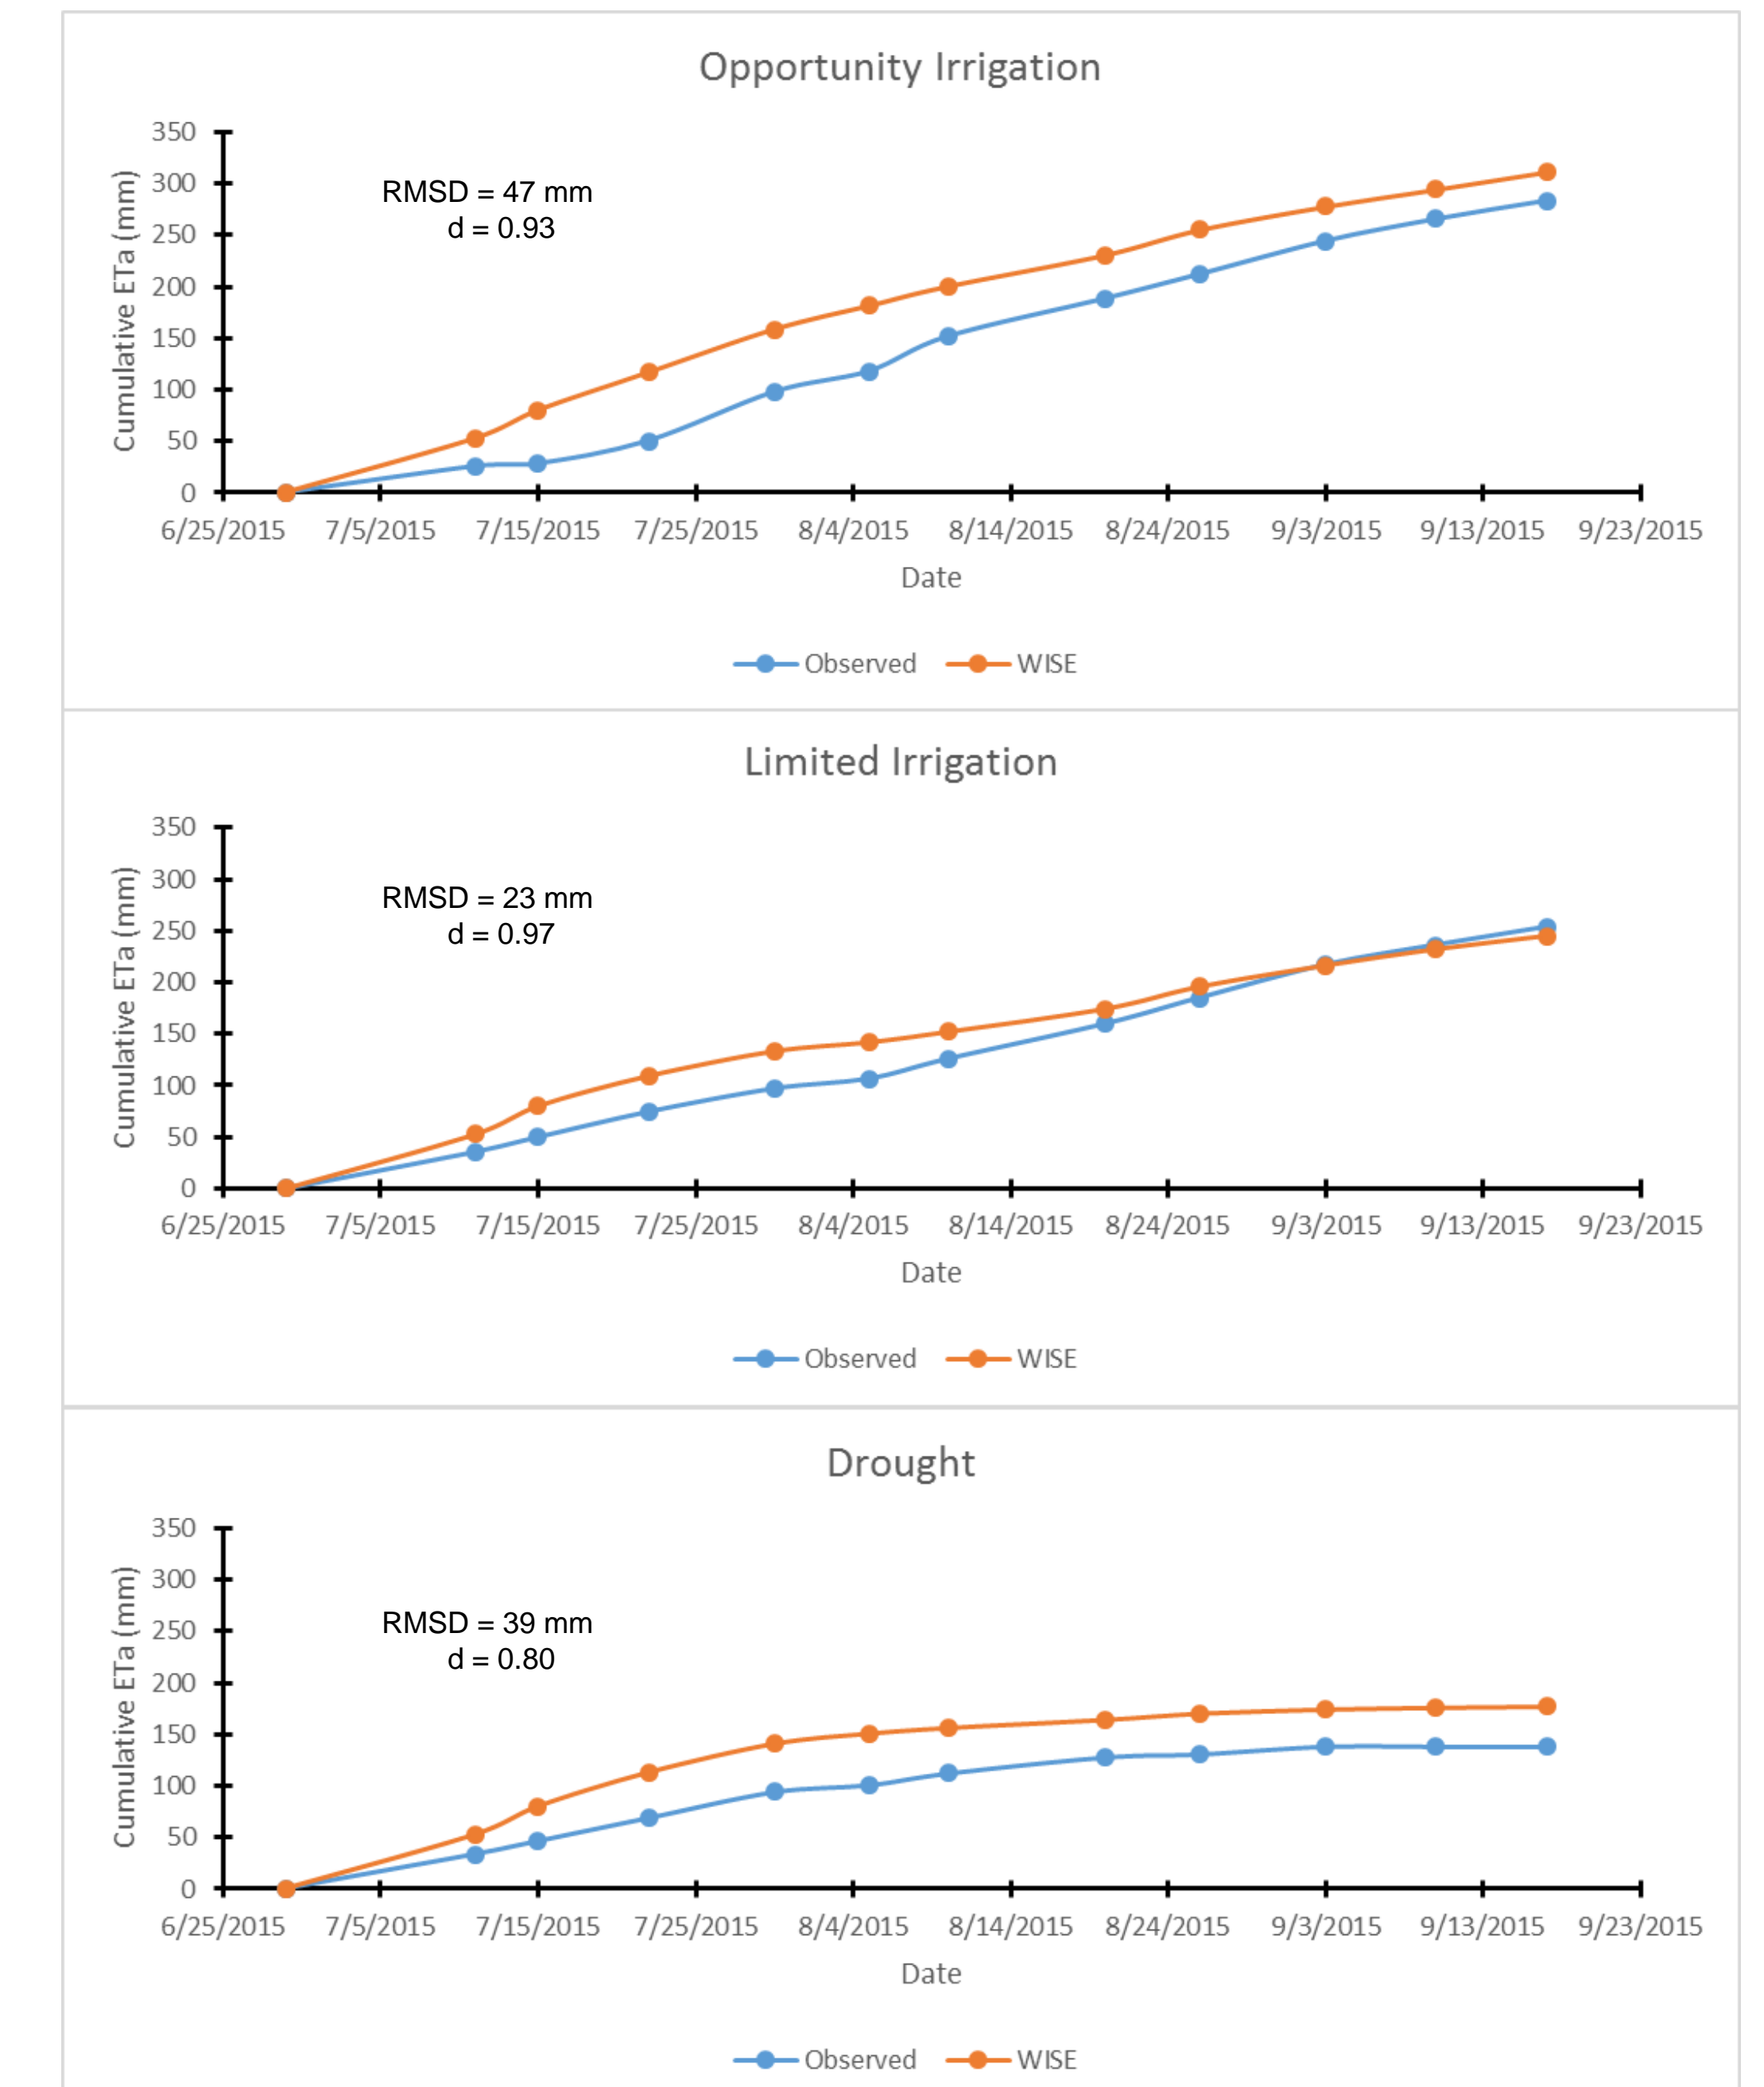 Opportunity Irrigation
RMSD = 47 mm
d = 0.93
Cumulative ETa (mm)
350
300
250
200
150
100
50
0
6/25/2015 7/5/2015 7/15/2015 7/25/2015 8/4/2015 8/14/2015 8/24/2015 9/3/2015 9/13/2015 9/23/2015
Date
Observed WISE
Limited Irrigation
RMSD = 23 mm
d = 0.97
Cumulative ETa (mm)
350
300
250
200
150
100
50
0
6/25/2015 7/5/2015 7/15/2015 7/25/2015 8/4/2015 8/14/2015 8/24/2015 9/3/2015 9/13/2015 9/23/2015
Date
Observed WISE
Drought
RMSD = 39 mm
d = 0.80
Cumulative ETa (mm)
350
300
250
200
150
100
50
0
6/25/2015 7/5/2015 7/15/2015 7/25/2015 8/4/2015 8/14/2015 8/24/2015 9/3/2015 9/13/2015 9/23/2015
Date
Observed WISE